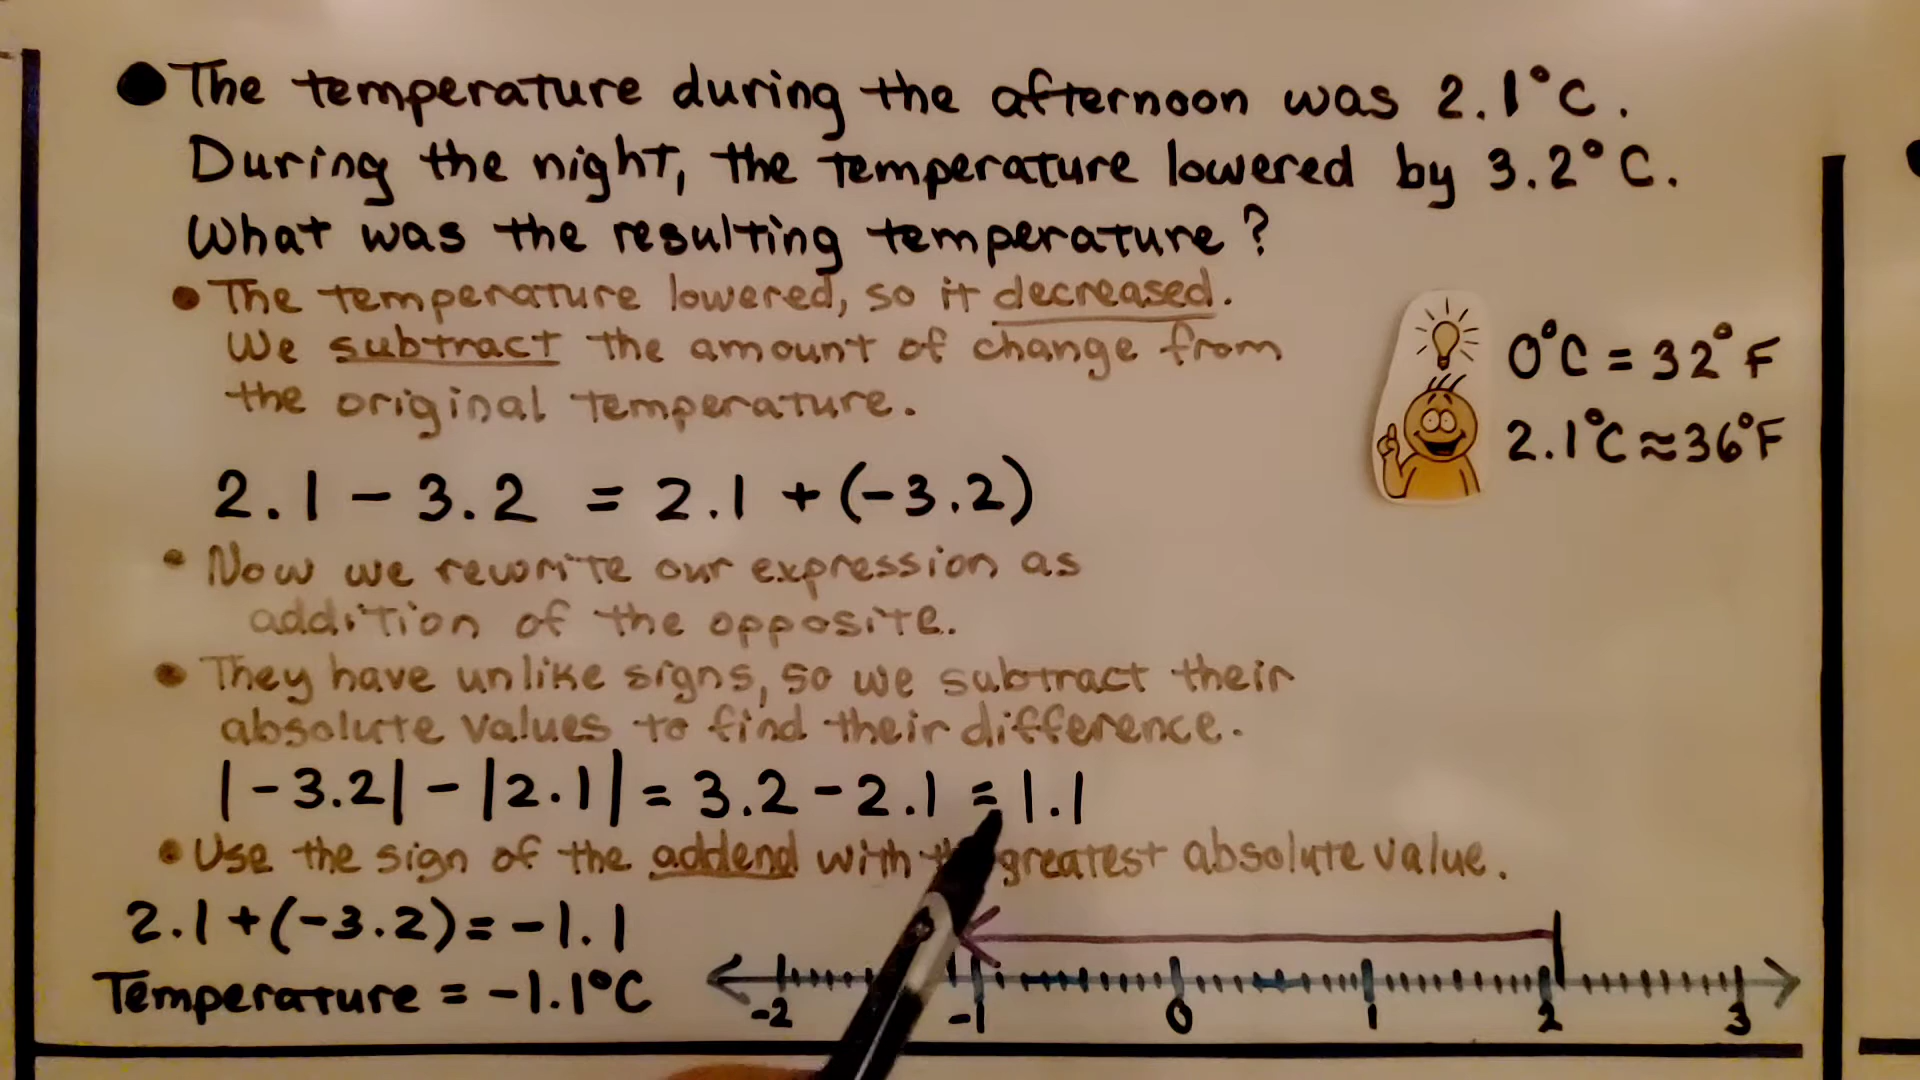 The temperature during the afternoon was 2.1°C.
During the night, the temperature lowered by 3.2°C.
What was the resulting temperature?
The temperature lowered, so it decreased.
We subtract the amount of change from
the original temperature.
0°C = 32°F
2.1°C ≈ 36°F
2.1 - 3.2 = 2.1 + (-3.2)
Now we rewrite our expression as
addition of the opposite.
They have unlike signs, so we subtract their
absolute values to find their difference.
|-3.2| - |2.1| = 3.2 - 2.1 = 1.1
Use the sign of the addend with greatest absolute value.
2.1 + (-3.2) = -1.1
Temperature = -1.1°C
-2 -1 0 1 2 3